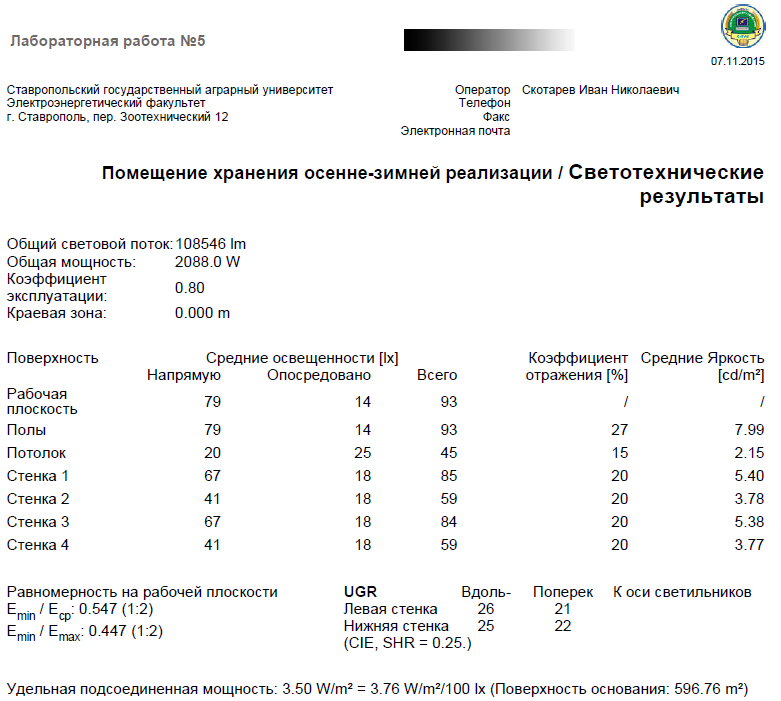 Лабораторная работа №5
07.11.2015
Ставропольский государственный аграрный университет
Электроэнергетический факультет
г. Ставрополь, пер. Зоотехнический 12
Оператор Скотарев Иван Николаевич
Телефон
Факс
Электронная почта
Помещение хранения осенне-зимней реализации / Светотехнические
результаты
Общий световой поток: 108546 lm
Общая мощность: 2088.0 W
Коэффициент
эксплуатации: 0.80
Краевая зона: 0.000 m
Поверхность Средние освещенности [lx] Коэффициент Средние Яркость
Напрямую Опосредовано Всего отражения [%] [cd/m²]
Рабочая
плоскость 79 14 93 / /
Полы 79 14 93 27 7.99
Потолок 20 25 45 15 2.15
Стенка 1 67 18 85 20 5.40
Стенка 2 41 18 59 20 3.78
Стенка 3 67 18 84 20 5.38
Стенка 4 41 18 59 20 3.77
Равномерность на рабочей плоскости UGR Вдоль- Поперек К оси светильников
Emin / Eср: 0.547 (1:2) Левая стенка 26 21
Emin / Emax: 0.447 (1:2) Нижняя стенка 25 22
(CIE, SHR = 0.25.)
Удельная подсоединенная мощность: 3.50 W/m² = 3.76 W/m²/100 lx (Поверхность основания: 596.76 m²)